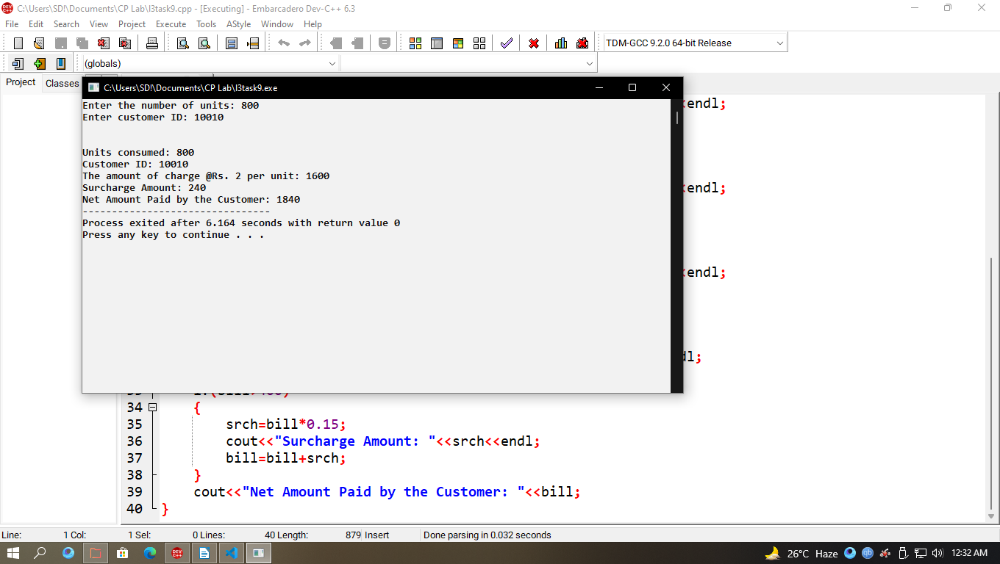 C:\Users\SD!\Documents\CP Lab\l3task9.cpp - [Executing] - Embarcadero Dev-C++ 6.3
File Edit Search View Project Execute Tools AStyle Window Help
TDM-GCC 9.2.0 64-bit Release
(globals)
Project Classes
C:\Users\SD!\Documents\CP Lab\l3task9.exe
Enter the number of units: 800
Enter customer ID: 10010
Units consumed: 800
Customer ID: 10010
The amount of charge @Rs. 2 per unit: 1600
Surcharge Amount: 240
Net Amount Paid by the Customer: 1840
--------------------------------
Process exited after 6.164 seconds with return value 0
Press any key to continue . . .
<endl;
<endl;
<endl;
dl;
34 {
35 srch=bill*0.15;
36 cout<<"Surcharge Amount: "<<srch<<endl;
37 bill=bill+srch;
38 }
39 cout<<"Net Amount Paid by the Customer: "<<bill;
40 }
Line: 1 Col: 1 Sel: 0 Lines: 40 Length: 879 Insert Done parsing in 0.032 seconds
26°C Haze 12:32 AM